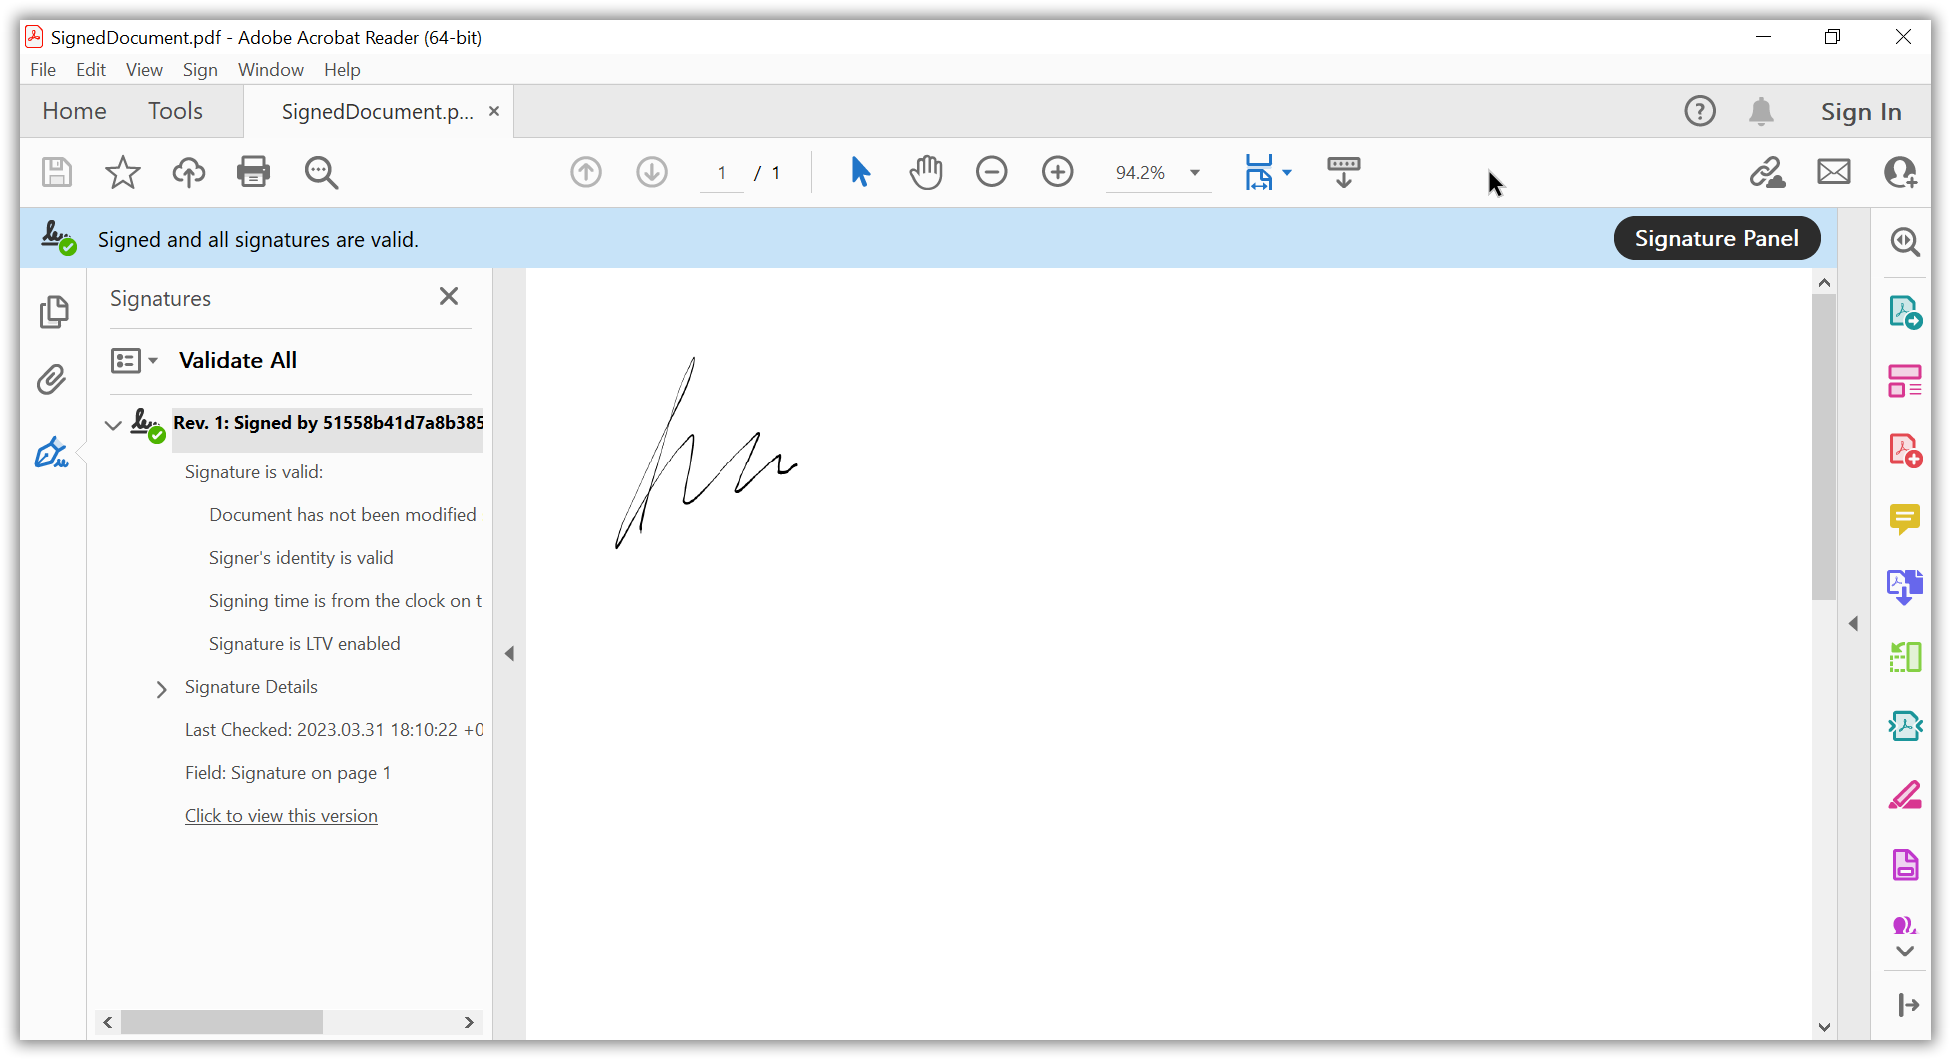 SignedDocument.pdf - Adobe Acrobat Reader (64-bit)
File Edit View Sign Window Help
Home Tools SignedDocument.p... Sign In
1 / 1 94.2%
Signed and all signatures are valid. Signature Panel
Signatures
Validate All
Rev. 1: Signed by 51558b41d7a8b385
Signature is valid:
Document has not been modified
Signer's identity is valid
Signing time is from the clock on t
Signature is LTV enabled
Signature Details
Last Checked: 2023.03.31 18:10:22 +0
Field: Signature on page 1
Click to view this version